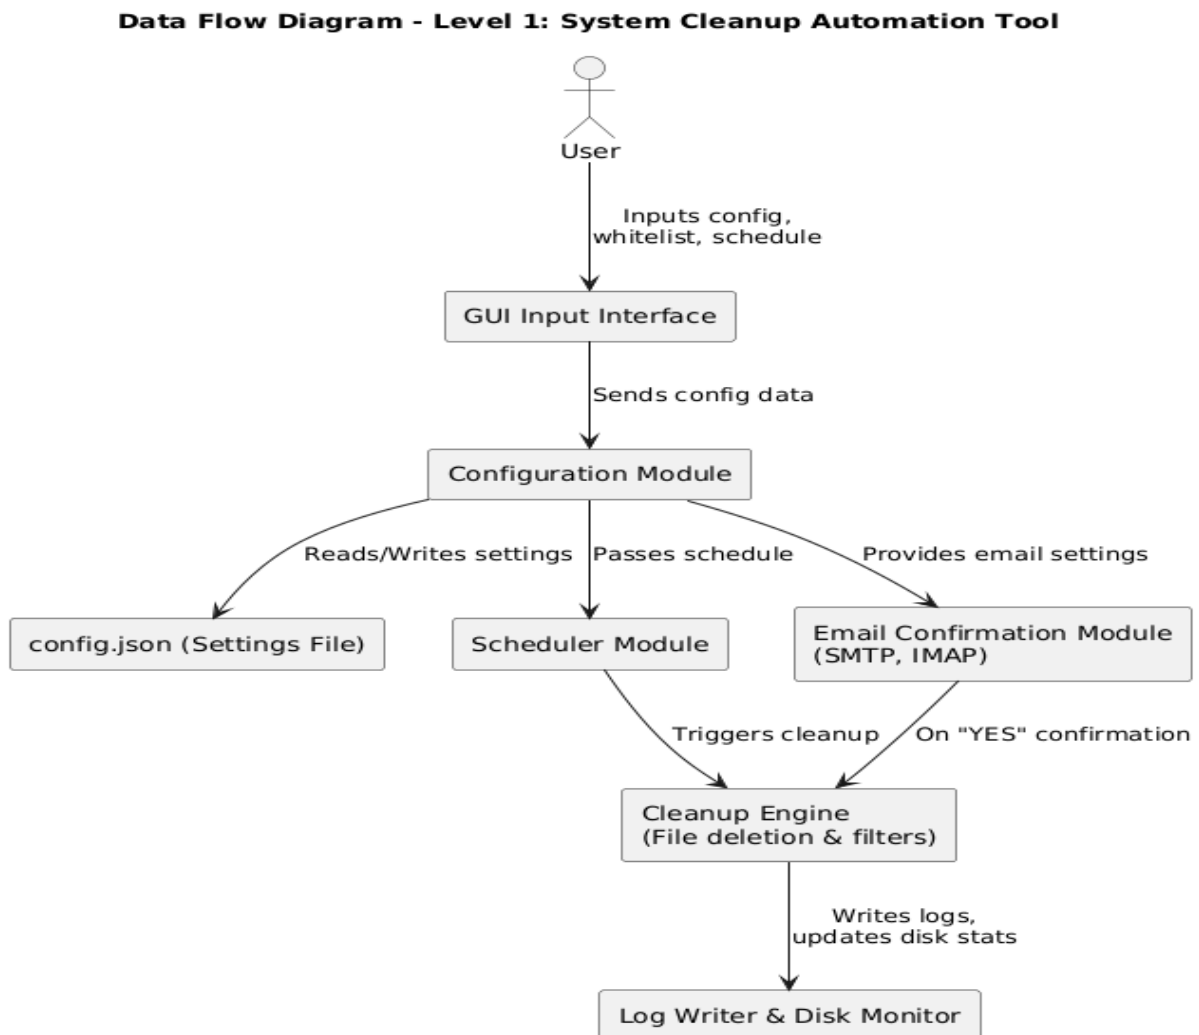 Data Flow Diagram - Level 1: System Cleanup Automation Tool
User
Inputs config,
whitelist, schedule
GUI Input Interface
Sends config data
Configuration Module
Reads/Writes settings
Passes schedule
Provides email settings
config.json (Settings File)
Scheduler Module
Email Confirmation Module
(SMTP, IMAP)
Triggers cleanup
On "YES" confirmation
Cleanup Engine
(File deletion & filters)
Writes logs,
updates disk stats
Log Writer & Disk Monitor